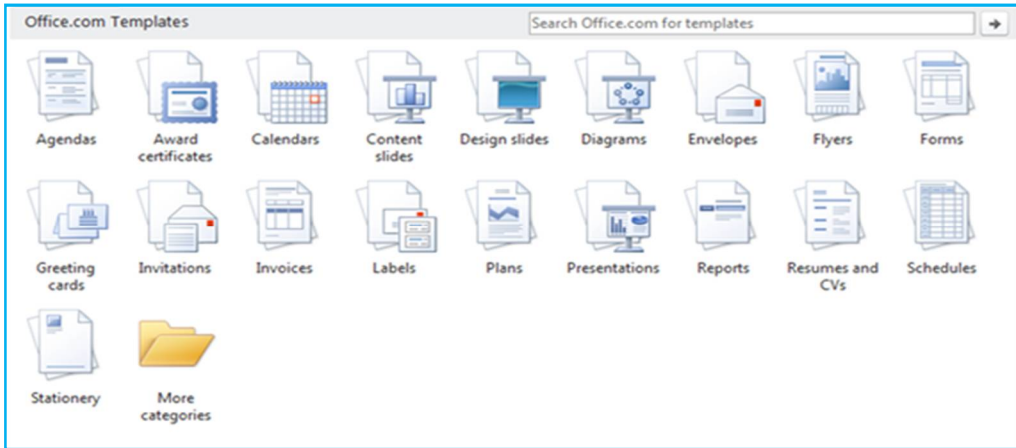 Office.com Templates
Search Office.com for templates
Agendas
Award
certificates
Calendars
Content
slides
Design slides
Diagrams
Envelopes
Flyers
Forms
Greeting
cards
Invitations
Invoices
Labels
Plans
Presentations
Reports
Resumes and
CVs
Schedules
Stationery
More
categories